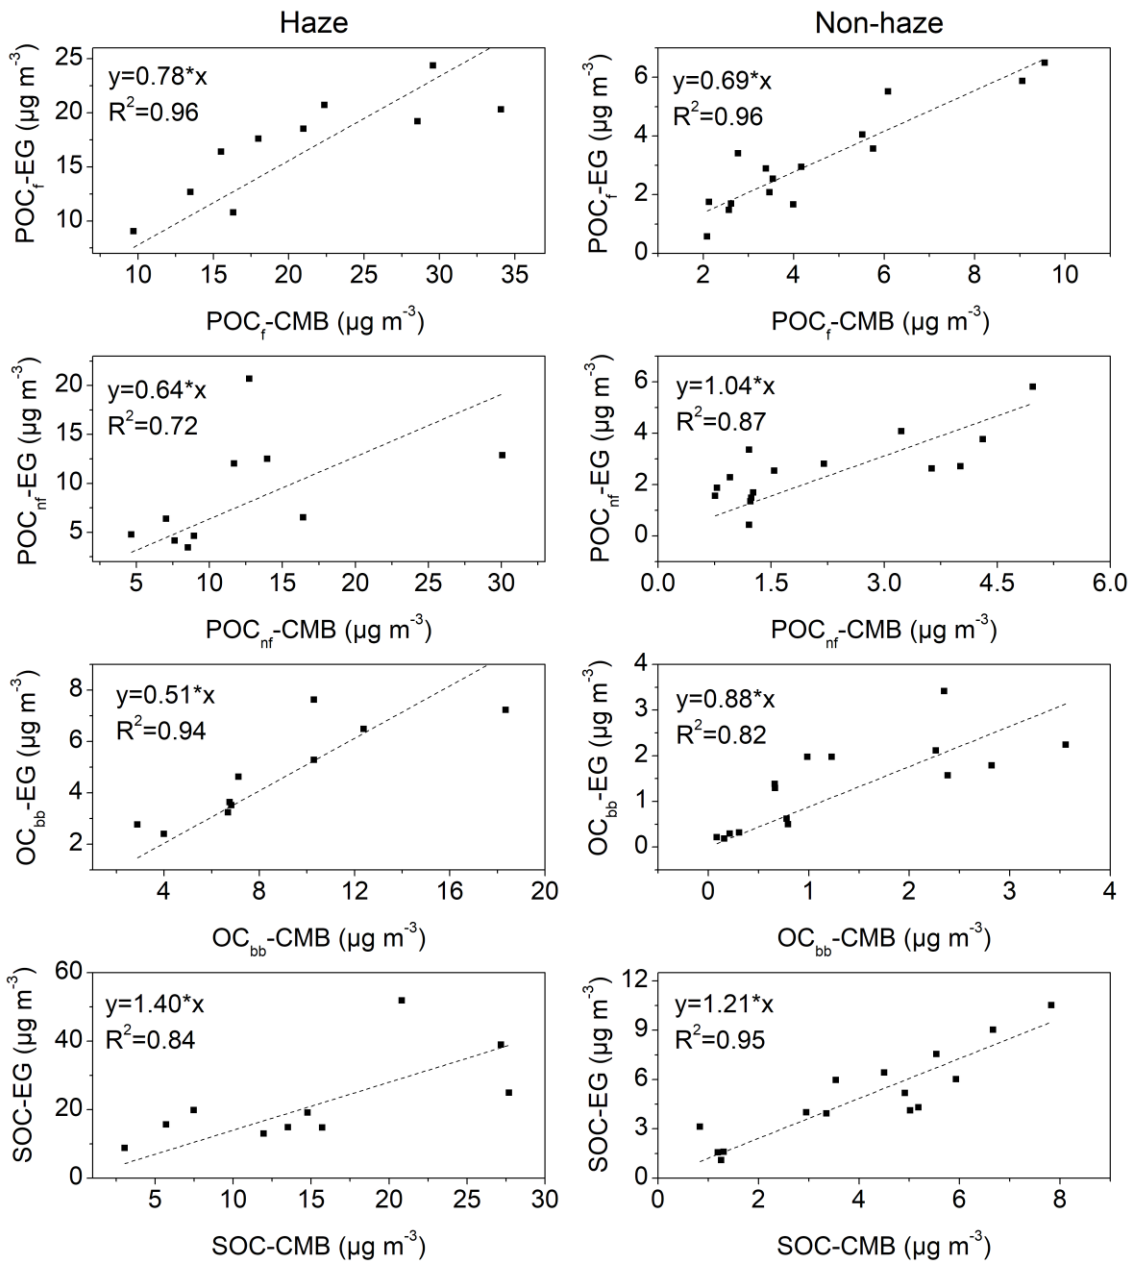 Haze
Non-haze
y=0.78*x
R²=0.96
25
20
15
10
POCf-EG (µg m⁻³)
10 15 20 25 30 35
POCf-CMB (µg m⁻³)
y=0.69*x
R²=0.96
6
4
2
0
POCf-EG (µg m⁻³)
2 4 6 8 10
POCf-CMB (µg m⁻³)
y=0.64*x
R²=0.72
20
15
10
5
POCnf-EG (µg m⁻³)
5 10 15 20 25 30
POCnf-CMB (µg m⁻³)
y=1.04*x
R²=0.87
6
4
2
0
POCnf-EG (µg m⁻³)
0.0 1.5 3.0 4.5 6.0
POCnf-CMB (µg m⁻³)
y=0.51*x
R²=0.94
8
6
4
2
OCbb-EG (µg m⁻³)
4 8 12 16 20
OCbb-CMB (µg m⁻³)
y=0.88*x
R²=0.82
4
3
2
1
0
OCbb-EG (µg m⁻³)
0 1 2 3 4
OCbb-CMB (µg m⁻³)
y=1.40*x
R²=0.84
60
40
20
0
SOC-EG (µg m⁻³)
5 10 15 20 25 30
SOC-CMB (µg m⁻³)
y=1.21*x
R²=0.95
12
9
6
3
0
SOC-EG (µg m⁻³)
0 2 4 6 8
SOC-CMB (µg m⁻³)